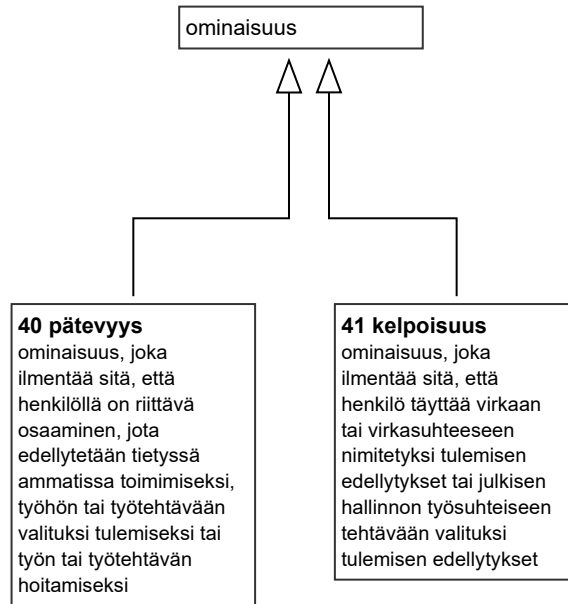 ominaisuus
40 pätevyys
ominaisuus, joka
ilmentää sitä, että
henkilöllä on riittävä
osaaminen, jota
edellytetään tietyssä
ammatissa toimimiseksi,
työhön tai työtehtävään
valituksi tulemiseksi tai
työn tai työtehtävän
hoitamiseksi
41 kelpoisuus
ominaisuus, joka
ilmentää sitä, että
henkilö täyttää virkaan
tai virkasuhteeseen
nimitetyksi tulemisen
edellytykset tai julkisen
hallinnon työsuhteiseen
tehtävään valituksi
tulemisen edellytykset